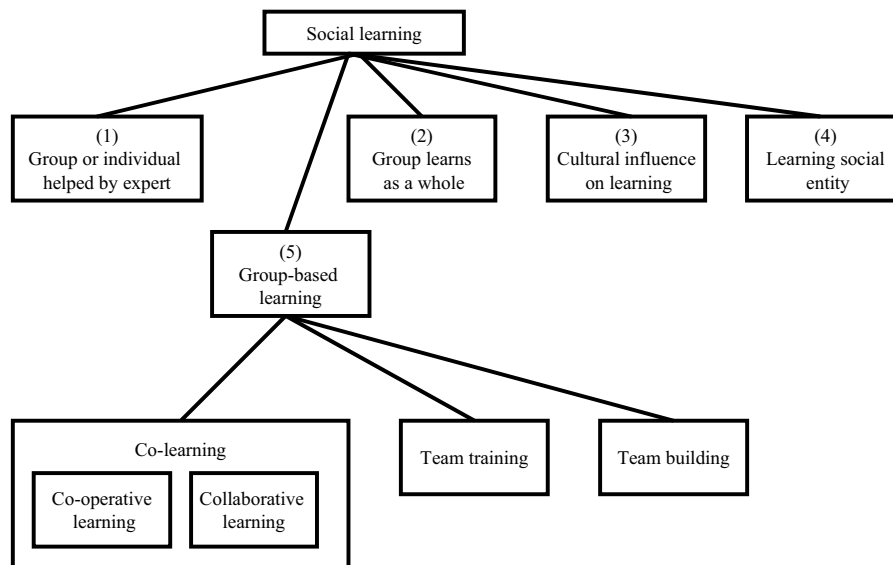 Social learning
(1)
Group or individual
helped by expert
(2)
Group learns
as a whole
(3)
Cultural influence
on learning
(4)
Learning social
entity
(5)
Group-based
learning
Co-learning
Co-operative
learning
Collaborative
learning
Team training
Team building